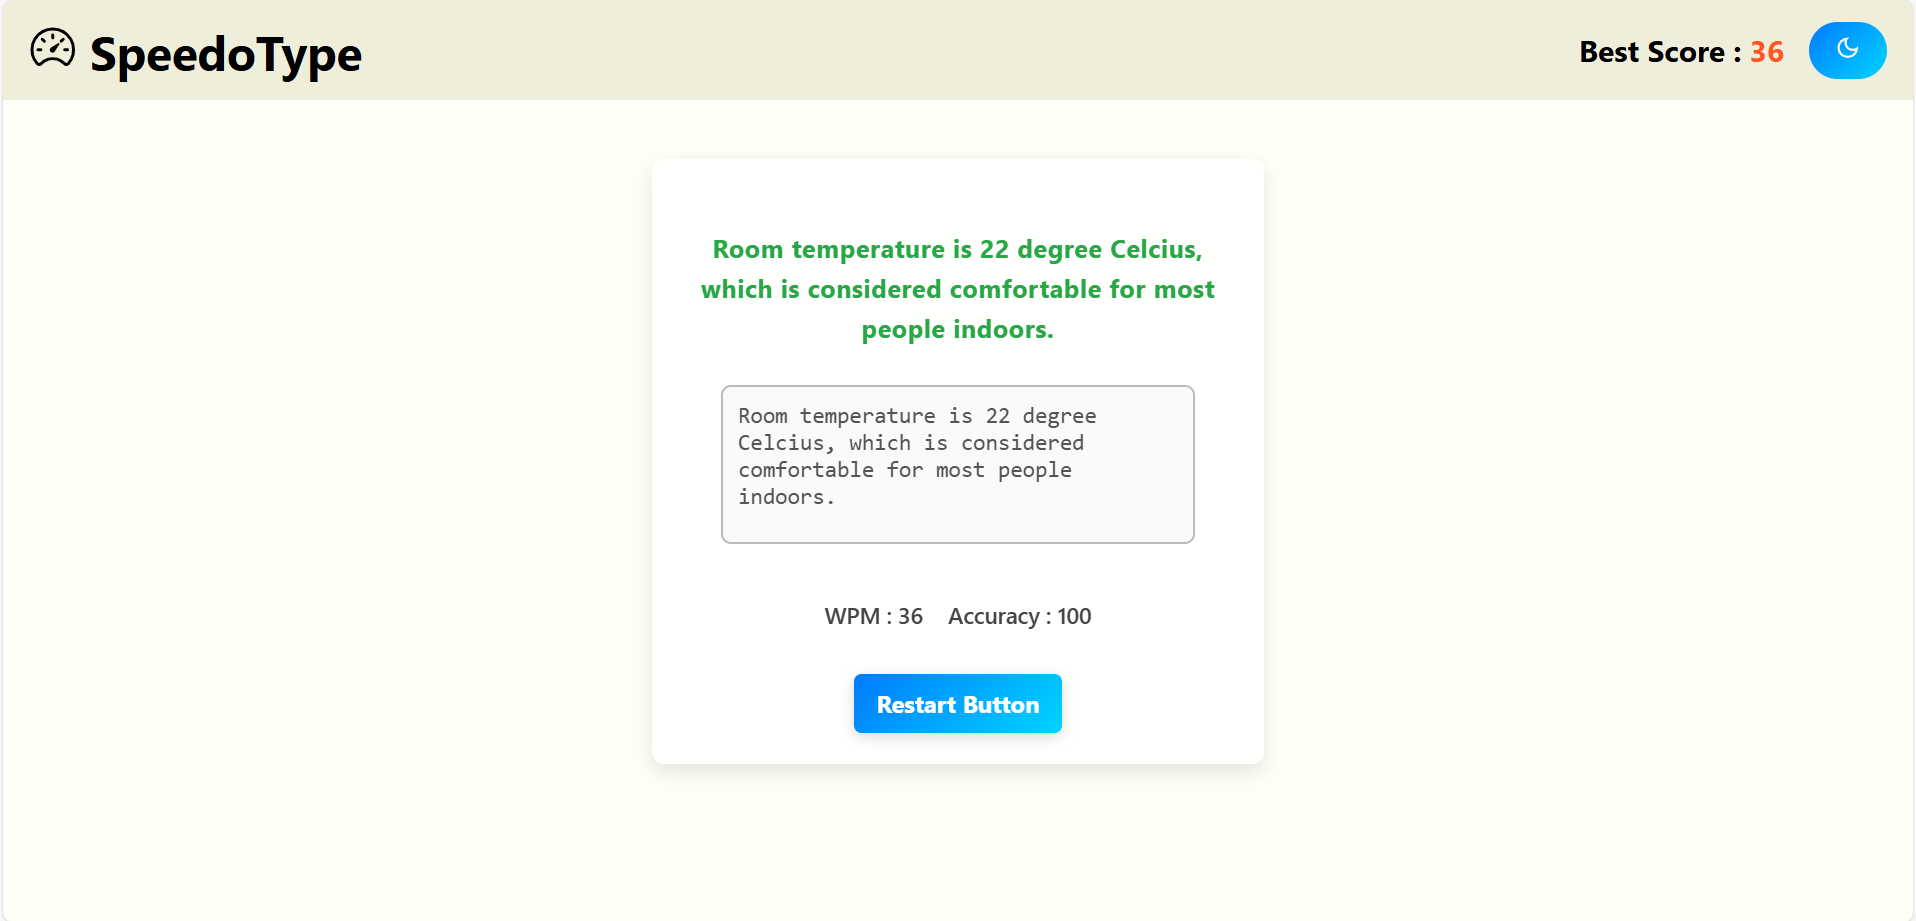 SpeedoType
Best Score : 36
Room temperature is 22 degree Celcius,
which is considered comfortable for most
people indoors.
Room temperature is 22 degree
Celcius, which is considered
comfortable for most people
indoors.
WPM : 36 Accuracy : 100
Restart Button